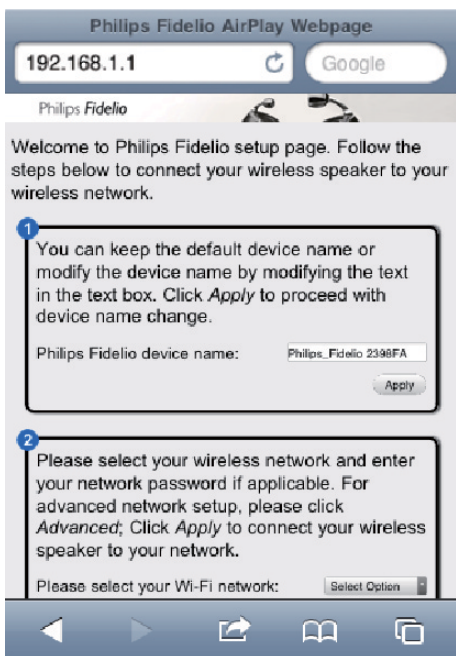 Philips Fidelio AirPlay Webpage
192.168.1.1
Google
Philips Fidelio
Welcome to Philips Fidelio setup page. Follow the
steps below to connect your wireless speaker to your
wireless network.
1
You can keep the default device name or
modify the device name by modifying the text
in the text box. Click Apply to proceed with
device name change.
Philips Fidelio device name: Philips_Fidelio 2398FA
Apply
2
Please select your wireless network and enter
your network password if applicable. For
advanced network setup, please click
Advanced; Click Apply to connect your wireless
speaker to your network.
Please select your Wi-Fi network: Select Option